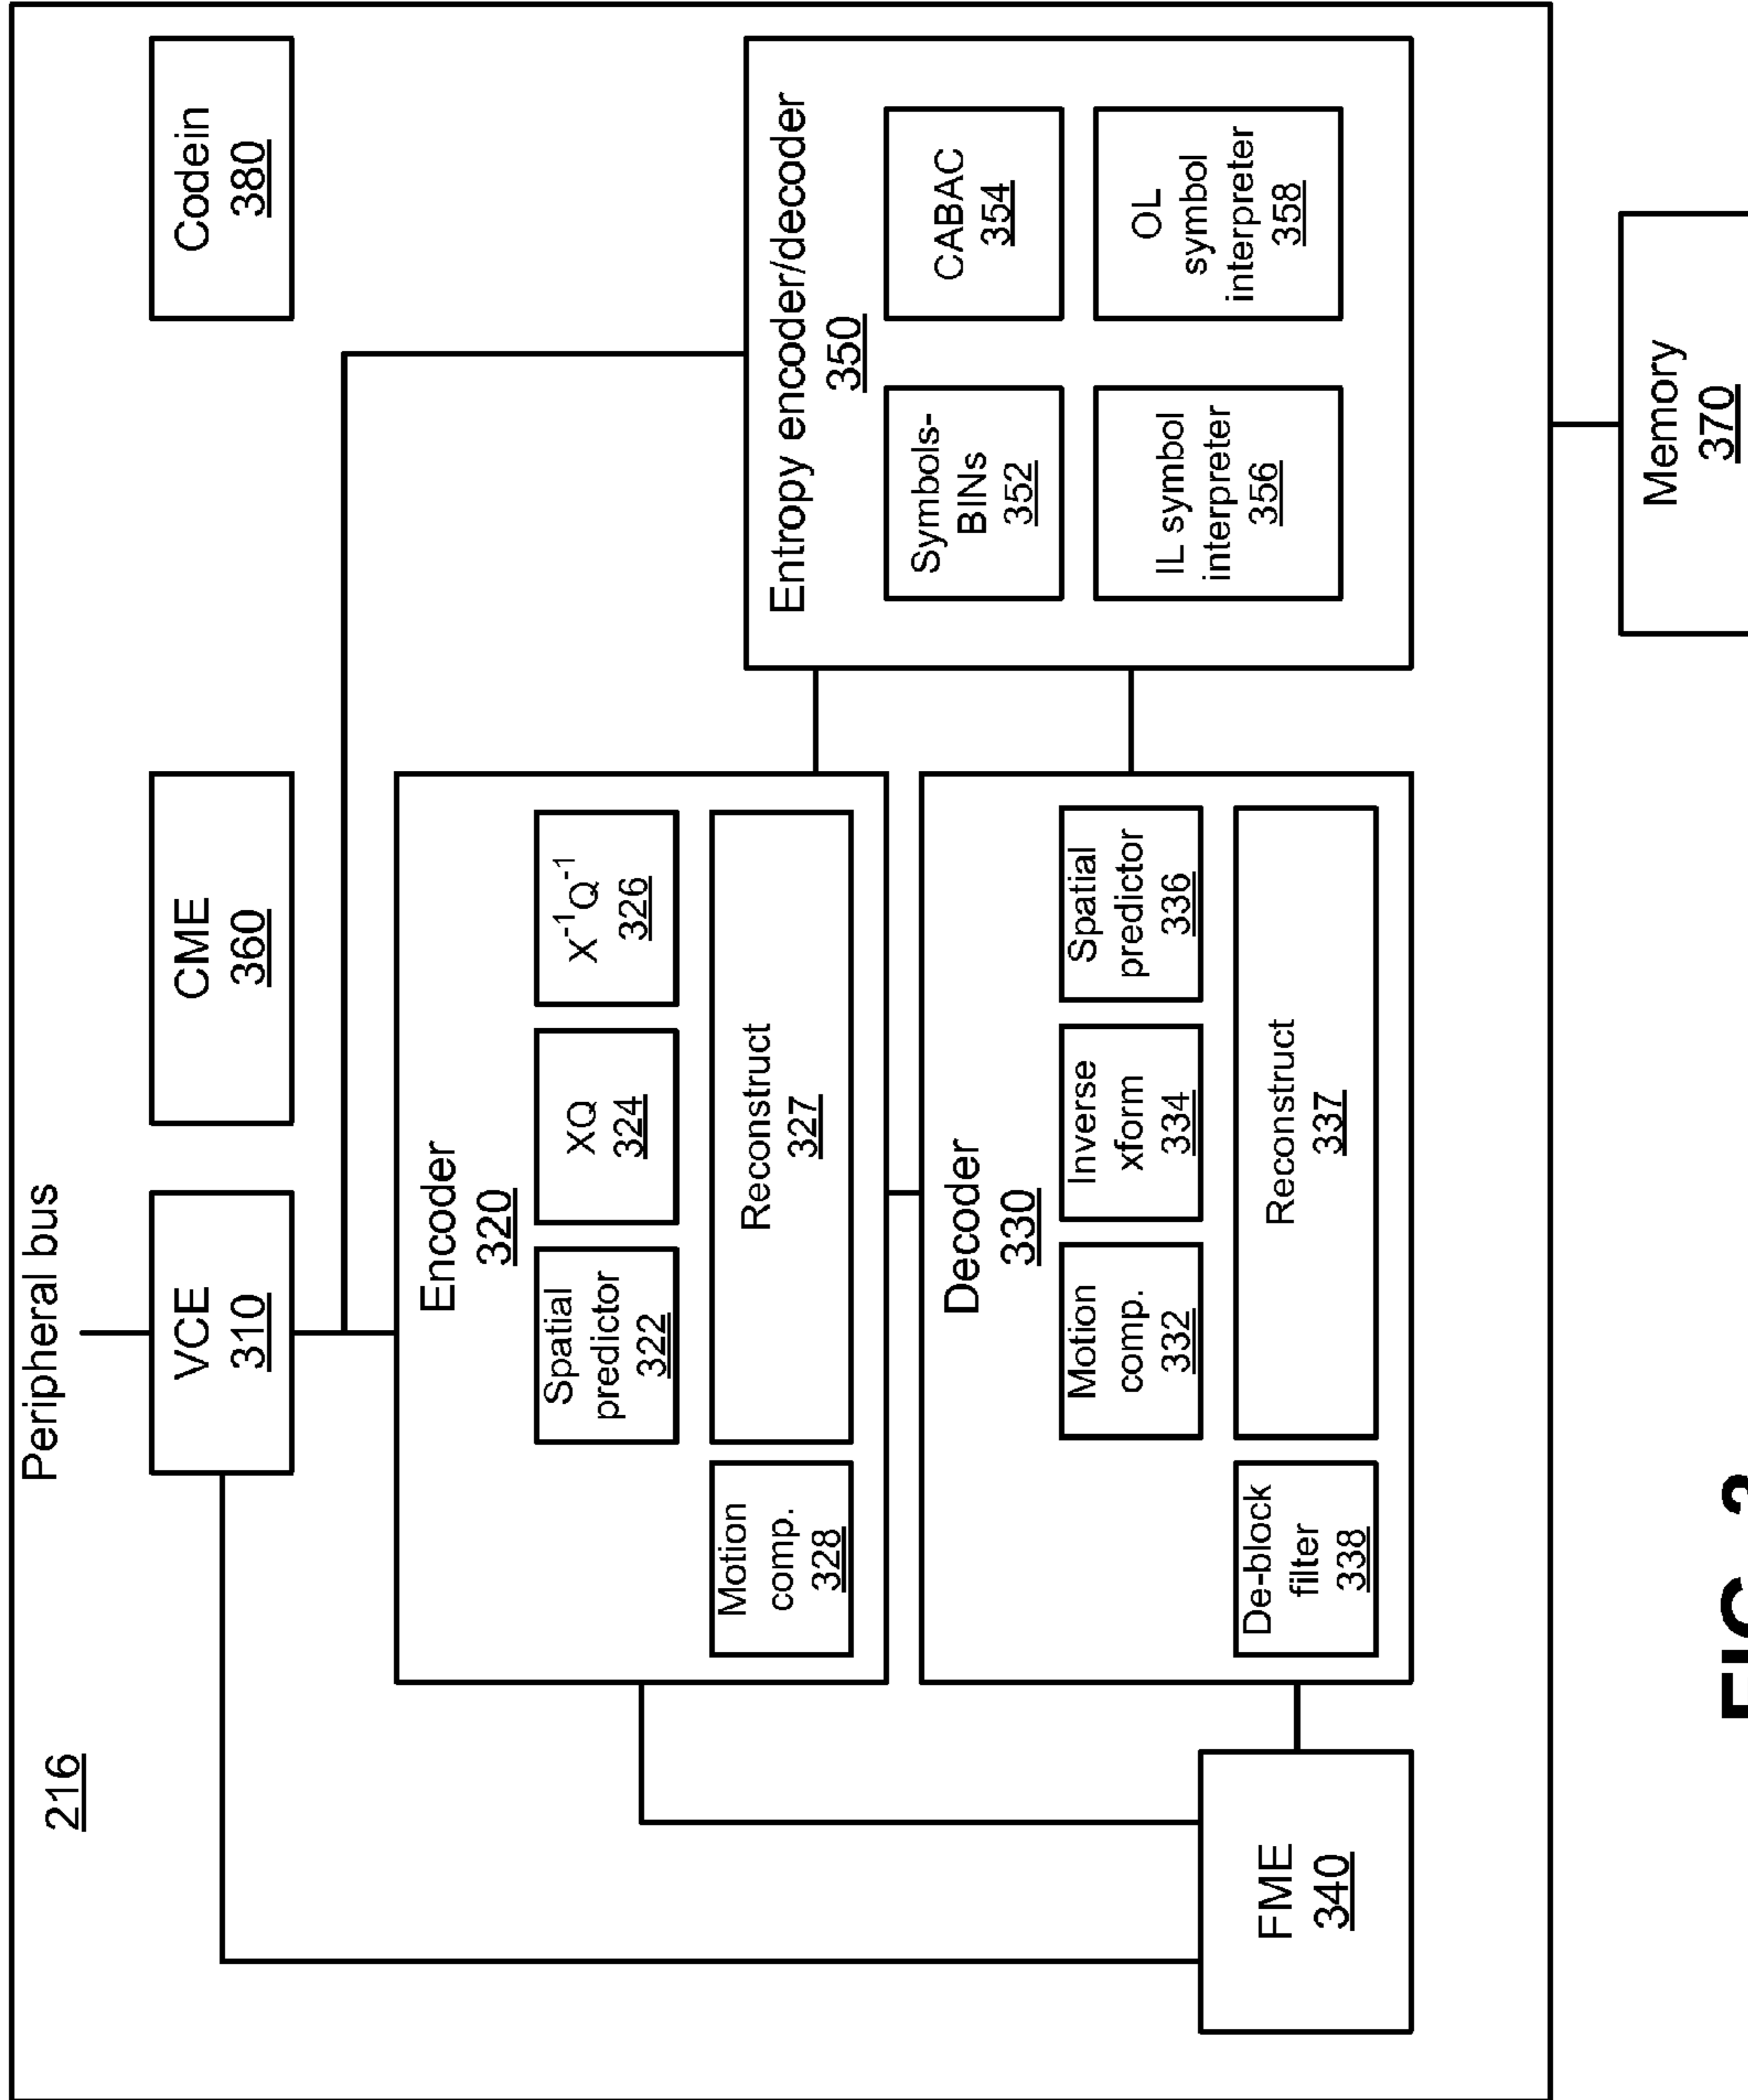 216
Peripheral bus
VCE
310
CME
360
Codein
380
Encoder
320
Spatial
predictor
322
XQ
324
X-1Q-1
326
Motion
comp.
328
Reconstruct
327
Decoder
330
Motion
comp.
332
Inverse
xform
334
Spatial
predictor
336
De-block
filter
338
Reconstruct
337
FME
340
Entropy encoder/decoder
350
Symbols-
BINs
352
CABAC
354
IL symbol
interpreter
356
OL
symbol
interpreter
358
Memory
370